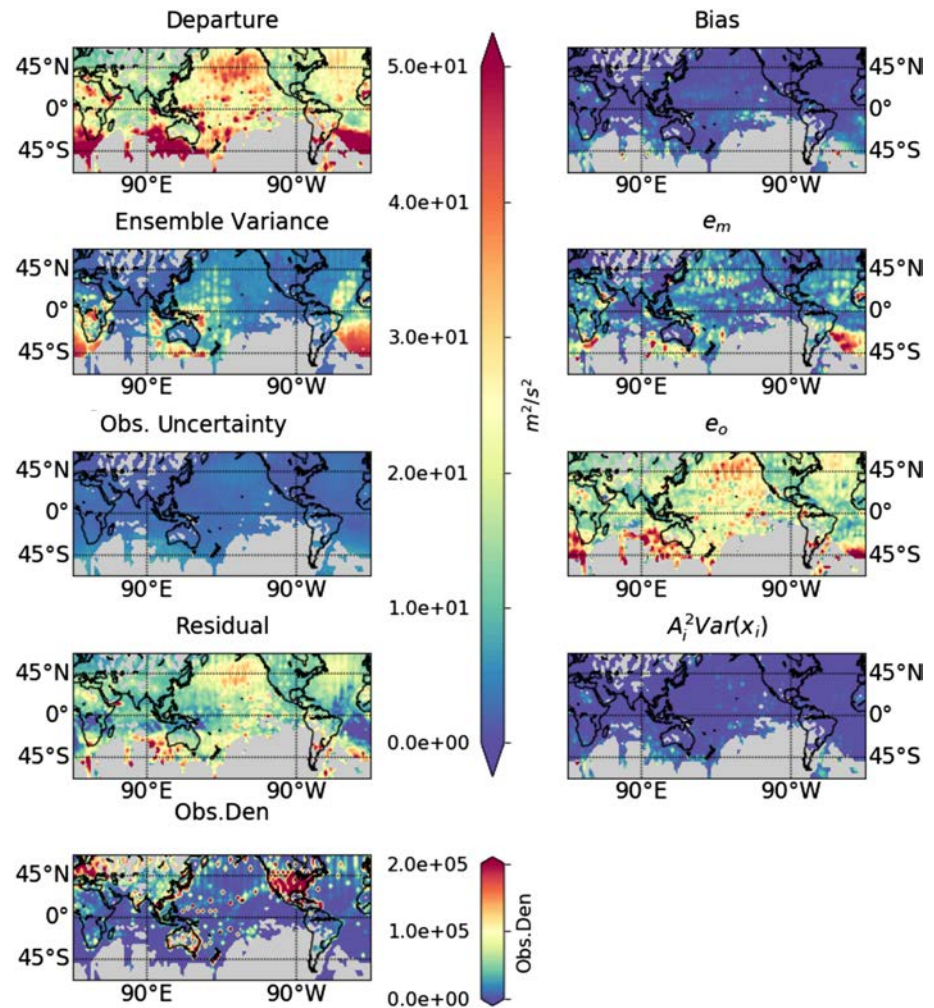 Departure
Bias
45°N
0°
45°S
90°E
90°W
45°N
0°
45°S
90°E
90°W
5.0e+01
4.0e+01
3.0e+01
2.0e+01
1.0e+01
0.0e+00
m²/s²
Ensemble Variance
eₘ
45°N
0°
45°S
90°E
90°W
45°N
0°
45°S
90°E
90°W
Obs. Uncertainty
eₒ
45°N
0°
45°S
90°E
90°W
45°N
0°
45°S
90°E
90°W
Residual
A_i^2Var(x_i)
45°N
0°
45°S
90°E
90°W
45°N
0°
45°S
90°E
90°W
Obs.Den
45°N
0°
45°S
90°E
90°W
2.0e+05
1.0e+05
0.0e+00
Obs.Den